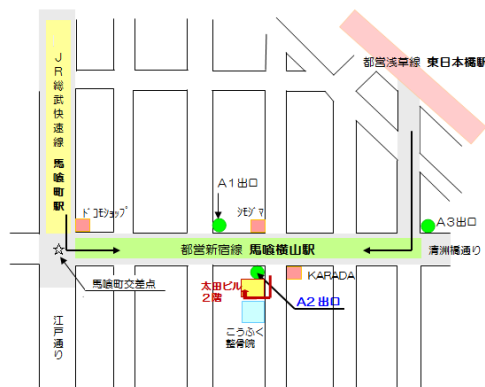 JR総武快速線 馬喰町駅
都営浅草線 東日本橋駅
A1出口
ドコモショップ
シモジマ
A3出口
都営新宿線 馬喰横山駅
清洲橋通り
馬喰町交差点
太田ビル
2階
KARADA
A2出口
江戸通り
こうふく
整骨院